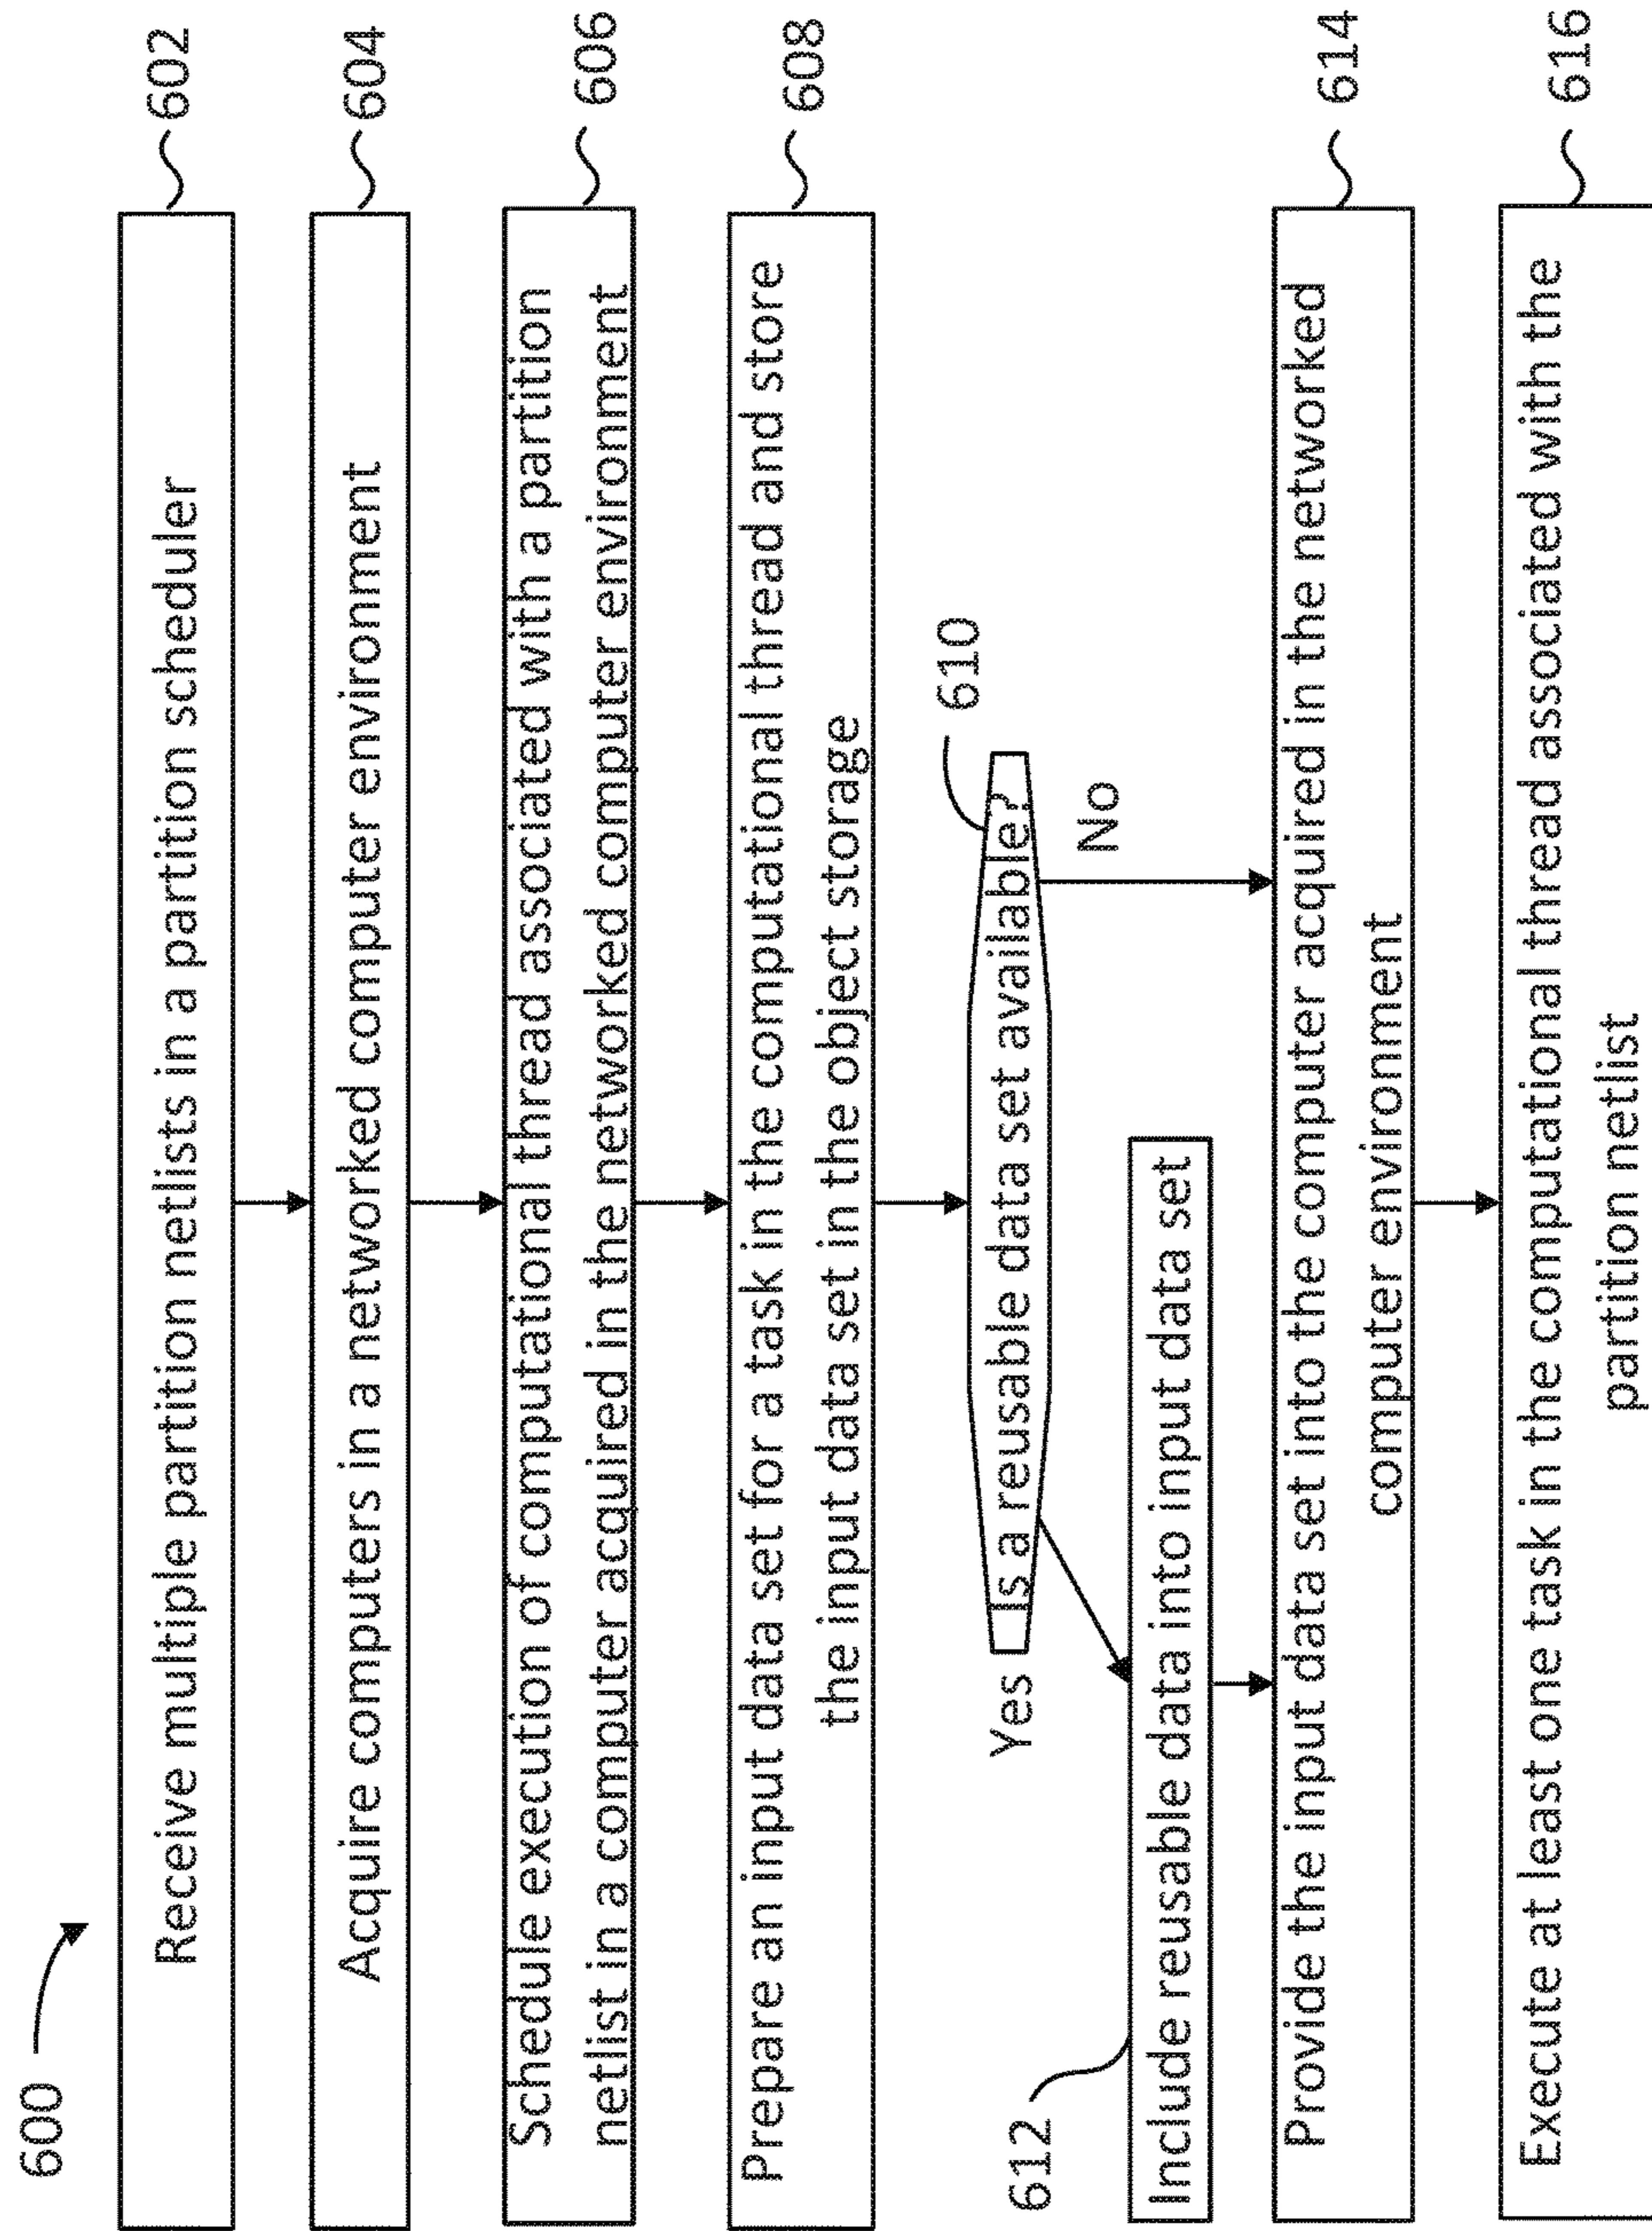 600
Receive multiple partition netlists in a partition scheduler
602
Acquire computers in a networked computer environment
604
Schedule execution of computational thread associated with a partition
netlist in a computer acquired in the networked computer environment
606
Prepare an input data set for a task in the computational thread and store
the input data set in the object storage
608
Yes
Is a reusable data set available?
610
No
612
Include reusable data into input data set
Provide the input data set into the computer acquired in the networked
computer environment
614
Execute at least one task in the computational thread associated with the
partition netlist
616